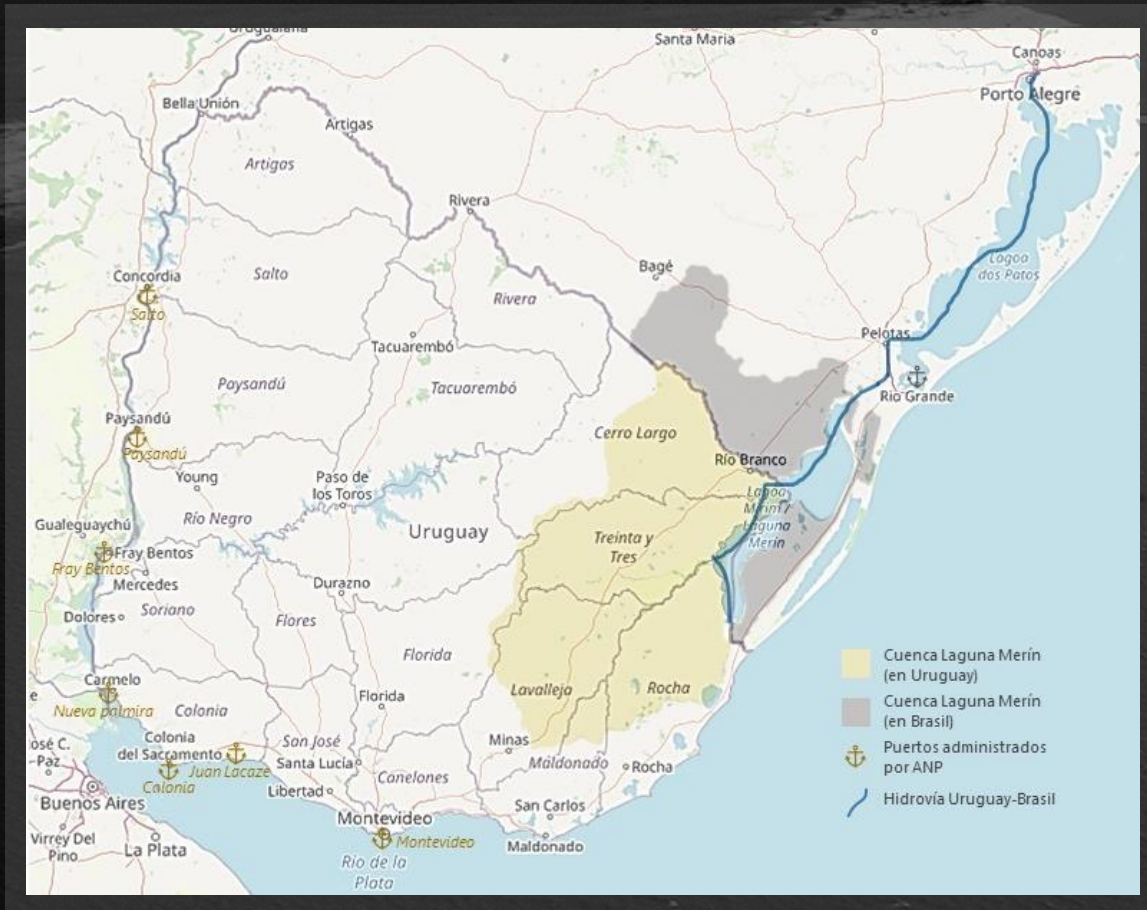 Uruguaiana
Santa Maria
Canoas
Porto Alegre
Bella Unión
Artigas
Artigas
Rivera
Lagoa
dos Patos
Bagé
Concordia
Salto
Salto
Rivera
Pelotas
Tacuarembó
Rio Grande
Paysandú
Tacuarembó
Paysandú
Paysandú
Cerro Largo
Río Branco
Young
Paso de
los Toros
Lagoa
Mirim /
Laguna
Merín
Río Negro
Gualeguaychú
Uruguay
Treinta y
Tres
Fray Bentos
Fray Bentos
Mercedes
Durazno
Soriano
Dolores
Flores
Florida
Cuenca Laguna Merín
(en Uruguay)
Carmelo
Nueva palmira
Colonia
Florida
Lavalleja
Rocha
Cuenca Laguna Merín
(en Brasil)
José C.
Paz
Colonia
del Sacramento
Juan Lacaze
Colonia
San José
Santa Lucía
Minas
Maldonado
Rocha
Puertos administrados
por ANP
Libertad
Canelones
Hidrovía Uruguay-Brasil
Buenos Aires
San Carlos
Montevideo
Montevideo
Maldonado
Virrey Del
Pino
La Plata
Río de la
Plata